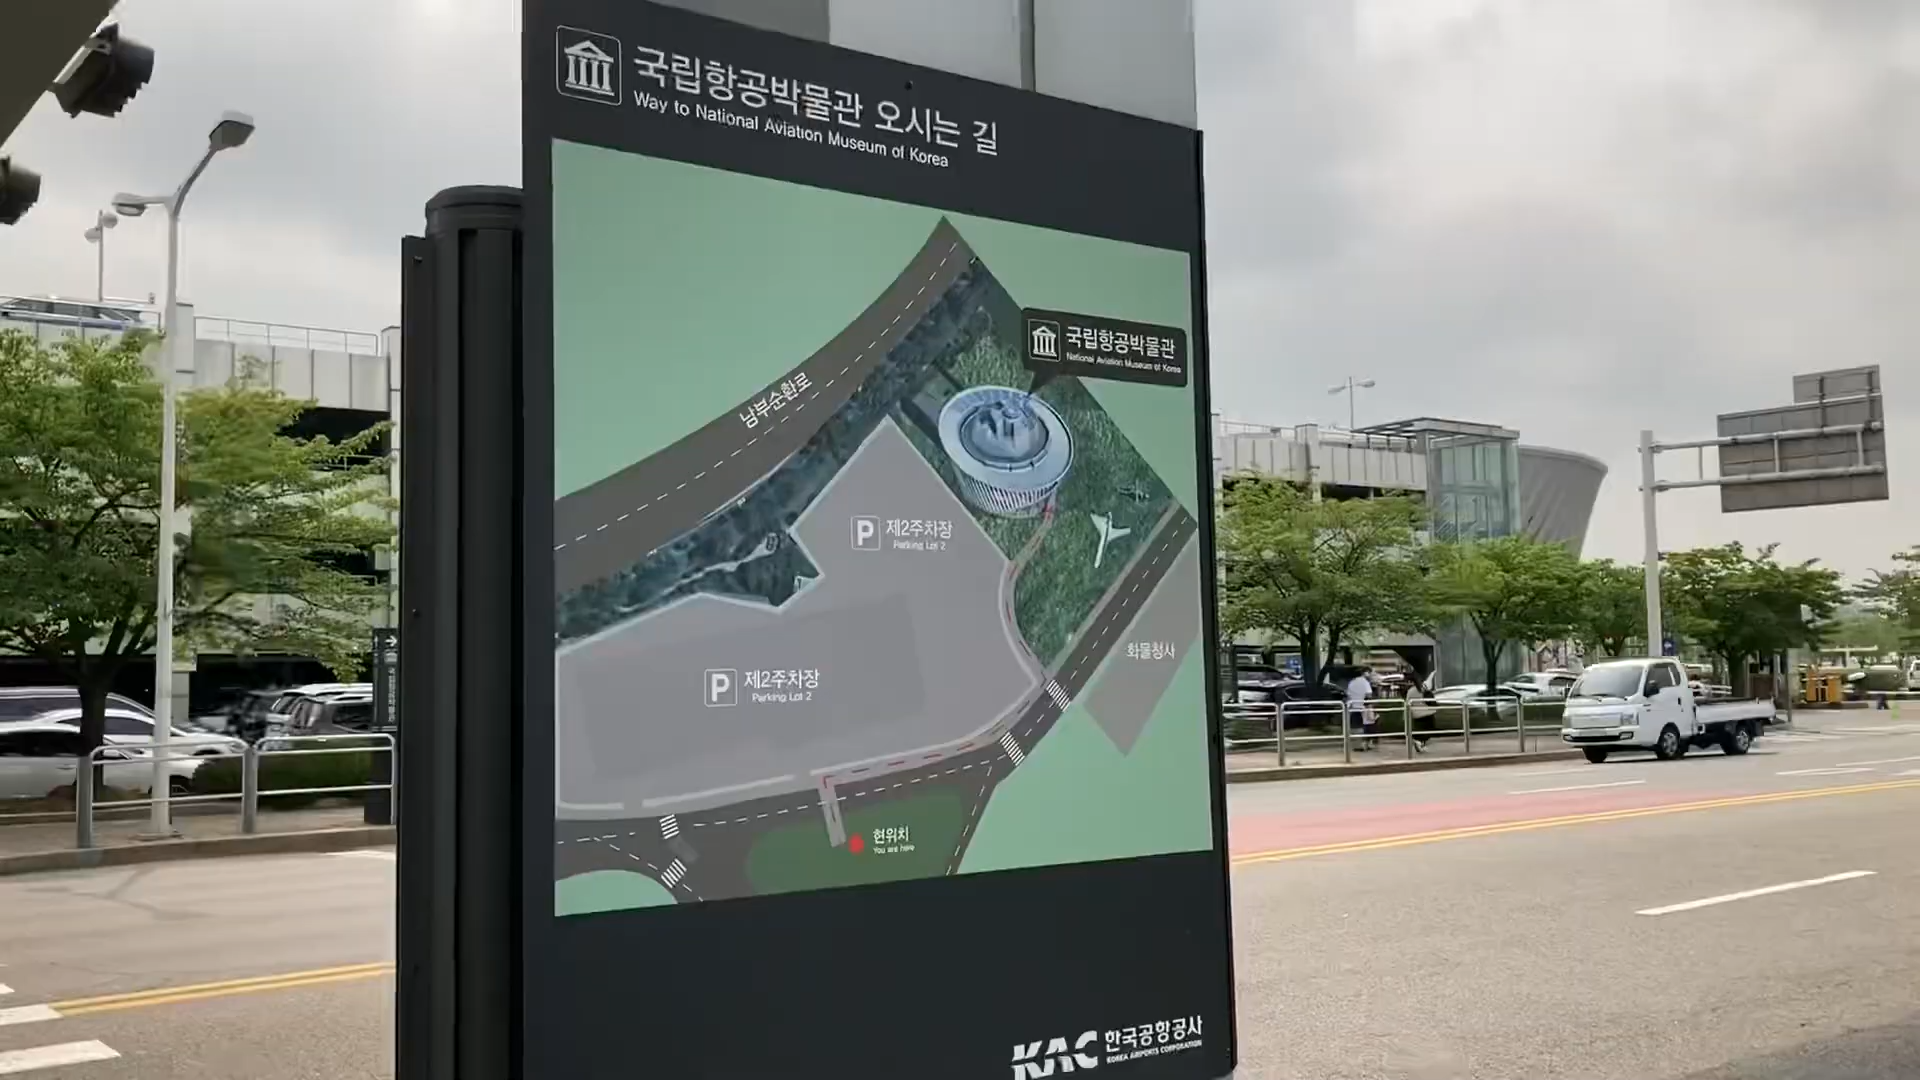 국립항공박물관 오시는 길
Way to National Aviation Museum of Korea
국립항공박물관
National Aviation Museum of Korea
남부순환로
P 제2주차장
Parking Lot 2
화물청사
P 제2주차장
Parking Lot 2
현위치
You are here
KAC 한국공항공사
KOREA AIRPORTS CORPORATION